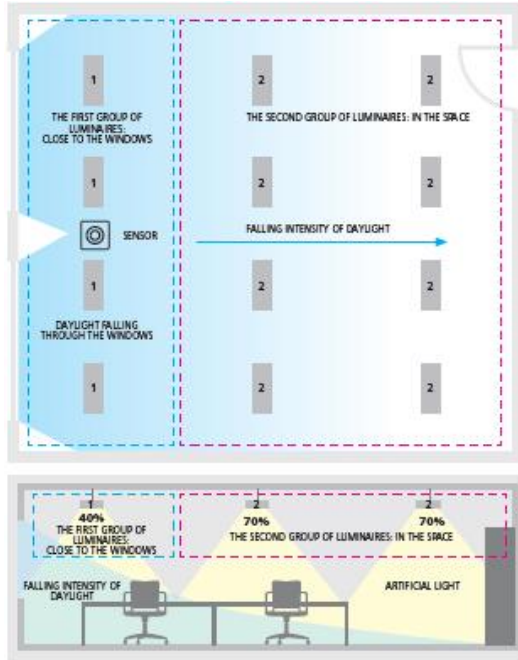 1
2
2
THE FIRST GROUP OF
LUMINAIRES:
CLOSE TO THE WINDOWS
THE SECOND GROUP OF LUMINAIRES: IN THE SPACE
1
2
2
SENSOR
FALLING INTENSITY OF DAYLIGHT
1
2
2
DAYLIGHT FALLING
THROUGH THE WINDOWS
1
2
2
1
2
2
40%
70%
70%
THE FIRST GROUP OF
LUMINAIRES:
CLOSE TO THE WINDOWS
THE SECOND GROUP OF LUMINAIRES: IN THE SPACE
FALLING INTENSITY OF
DAYLIGHT
ARTIFICIAL LIGHT